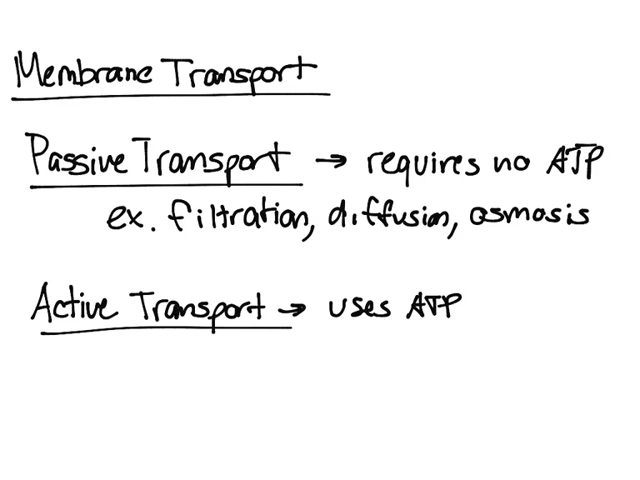 Membrane Transport
Passive Transport → requires no ATP
ex. filtration, diffusion, osmosis
Active Transport → uses ATP